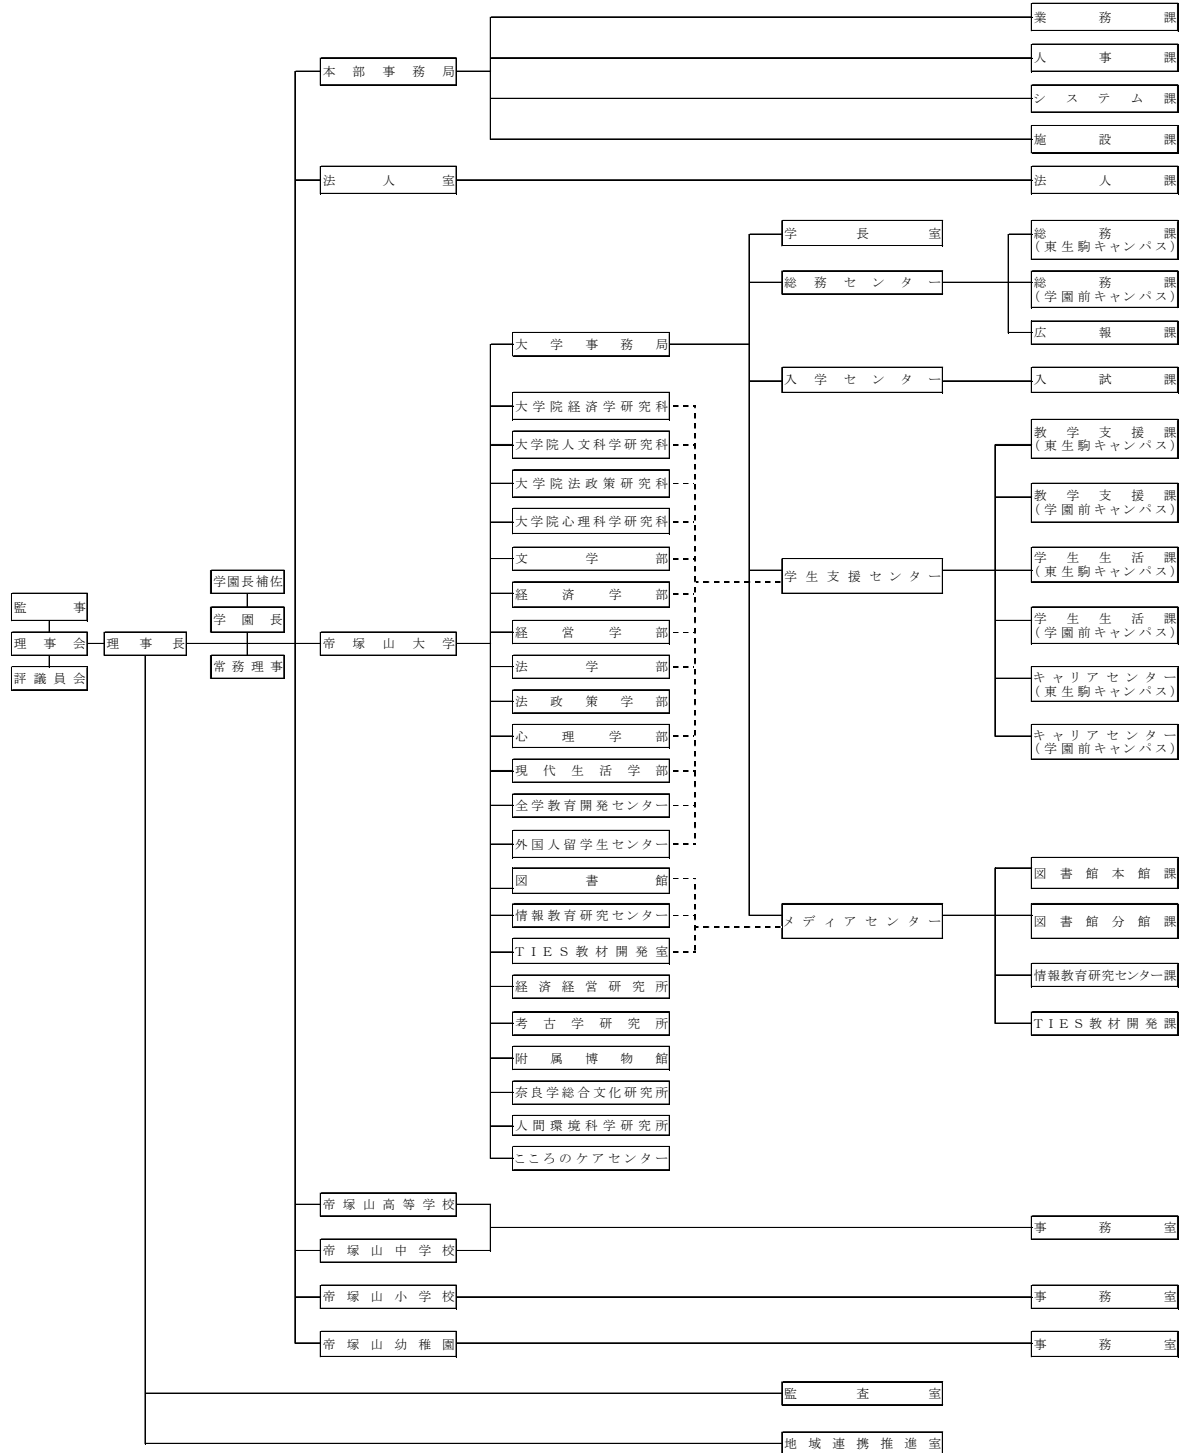 業務課
本部事務局
人事課
システム課
施設課
法人室
法人課
学長室
総務課
(東生駒キャンパス)
総務センター
総務課
(学園前キャンパス)
広報課
大学事務局
入学センター
入試課
大学院経済学研究科
大学院人文科学研究科
大学院法政策研究科
大学院心理科学研究科
文学部
経済学部
経営学部
法学部
法政策学部
心理学部
現代生活学部
全学教育開発センター
外国人留学生センター
図書館
情報教育研究センター
TIES教材開発室
経済経営研究所
考古学研究所
附属博物館
奈良学総合文化研究所
人間環境科学研究所
こころのケアセンター
教学支援課
(東生駒キャンパス)
教学支援課
(学園前キャンパス)
学生支援センター
学生生活課
(東生駒キャンパス)
学生生活課
(学園前キャンパス)
キャリアセンター
(東生駒キャンパス)
キャリアセンター
(学園前キャンパス)
メディアセンター
図書館本館課
図書館分館課
情報教育研究センター課
TIES教材開発課
監事
理事会
評議員会
理事長
学園長補佐
学園長
常務理事
帝塚山大学
帝塚山高等学校
帝塚山中学校
事務室
帝塚山小学校
事務室
帝塚山幼稚園
事務室
監査室
地域連携推進室